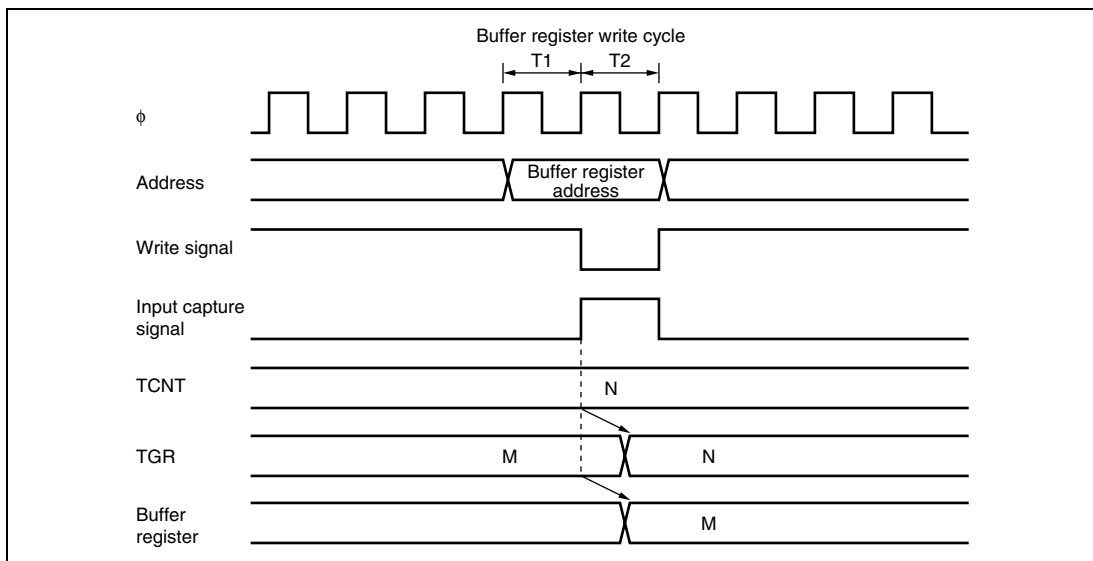 Buffer register write cycle
T1 T2
ϕ
Address
Buffer register
address
Write signal
Input capture
signal
TCNT
N
TGR
M N
Buffer
register
M